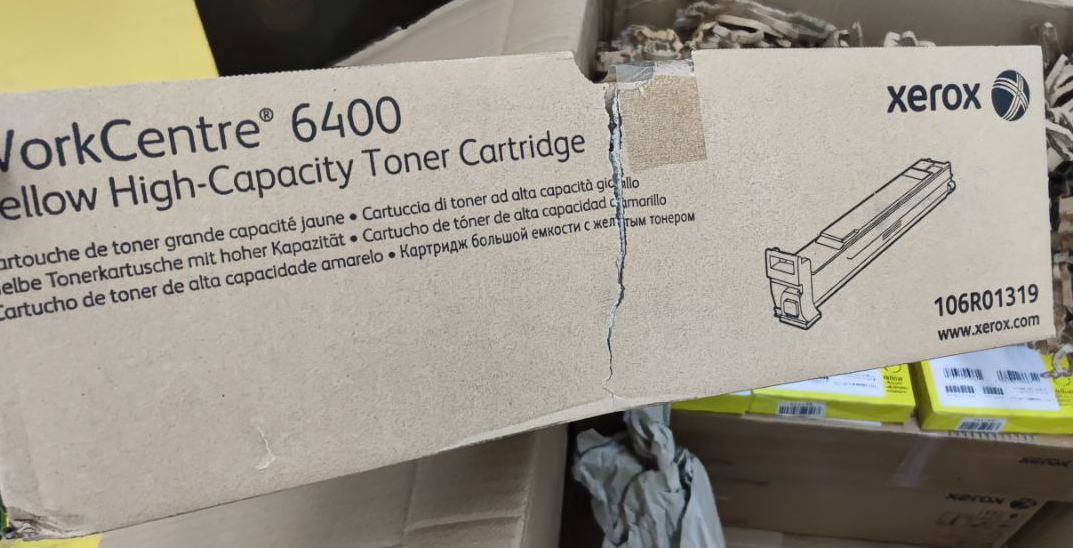 WorkCentre® 6400
Yellow High-Capacity Toner Cartridge
Cartouche de toner grande capacité jaune • Cartuccia di toner ad alta capacità giallo
Gelbe Tonerkartusche mit hoher Kapazität • Cartucho de tóner de alta capacidad amarillo
Cartucho de toner de alta capacidade amarelo • Картридж большой емкости с желтым тонером
xerox
106R01319
www.xerox.com
xerox
xerox